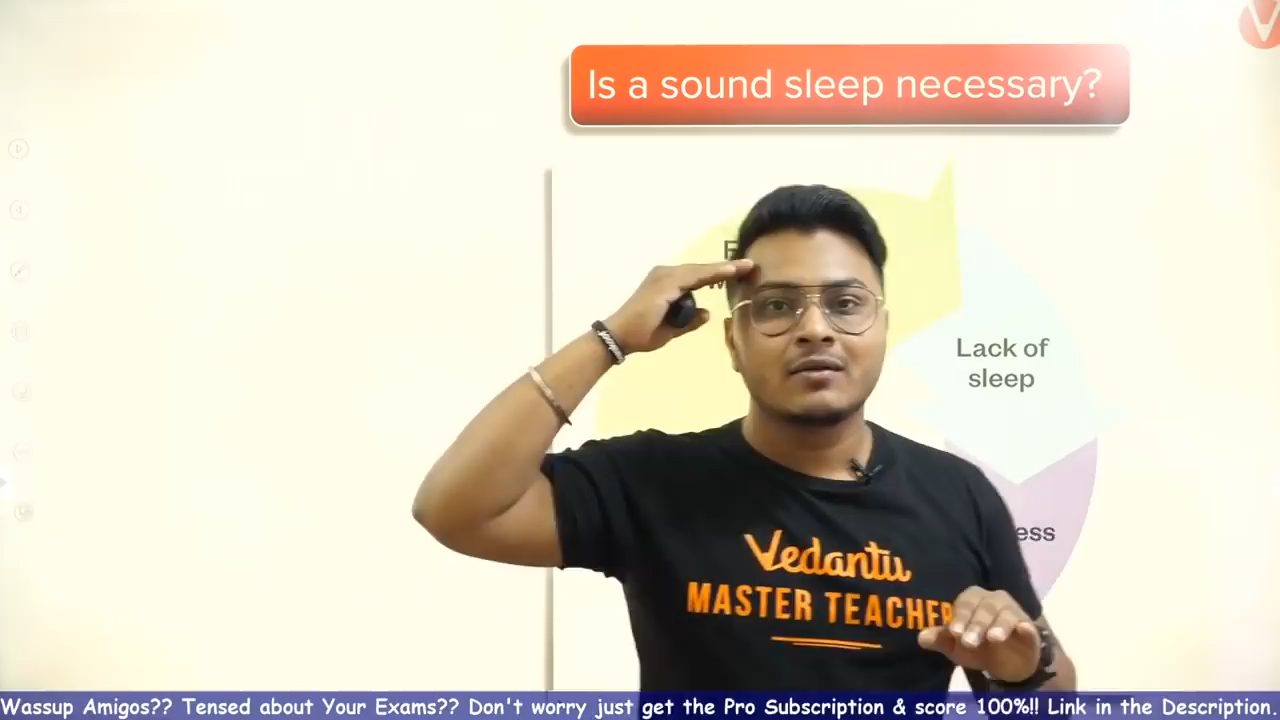 Is a sound sleep necessary?
Lack of
sleep
ess
Vedantu
MASTER TEACHER
Wassup Amigos?? Tensed about Your Exams?? Don't worry just get the Pro Subscription & score 100%!! Link in the Description.